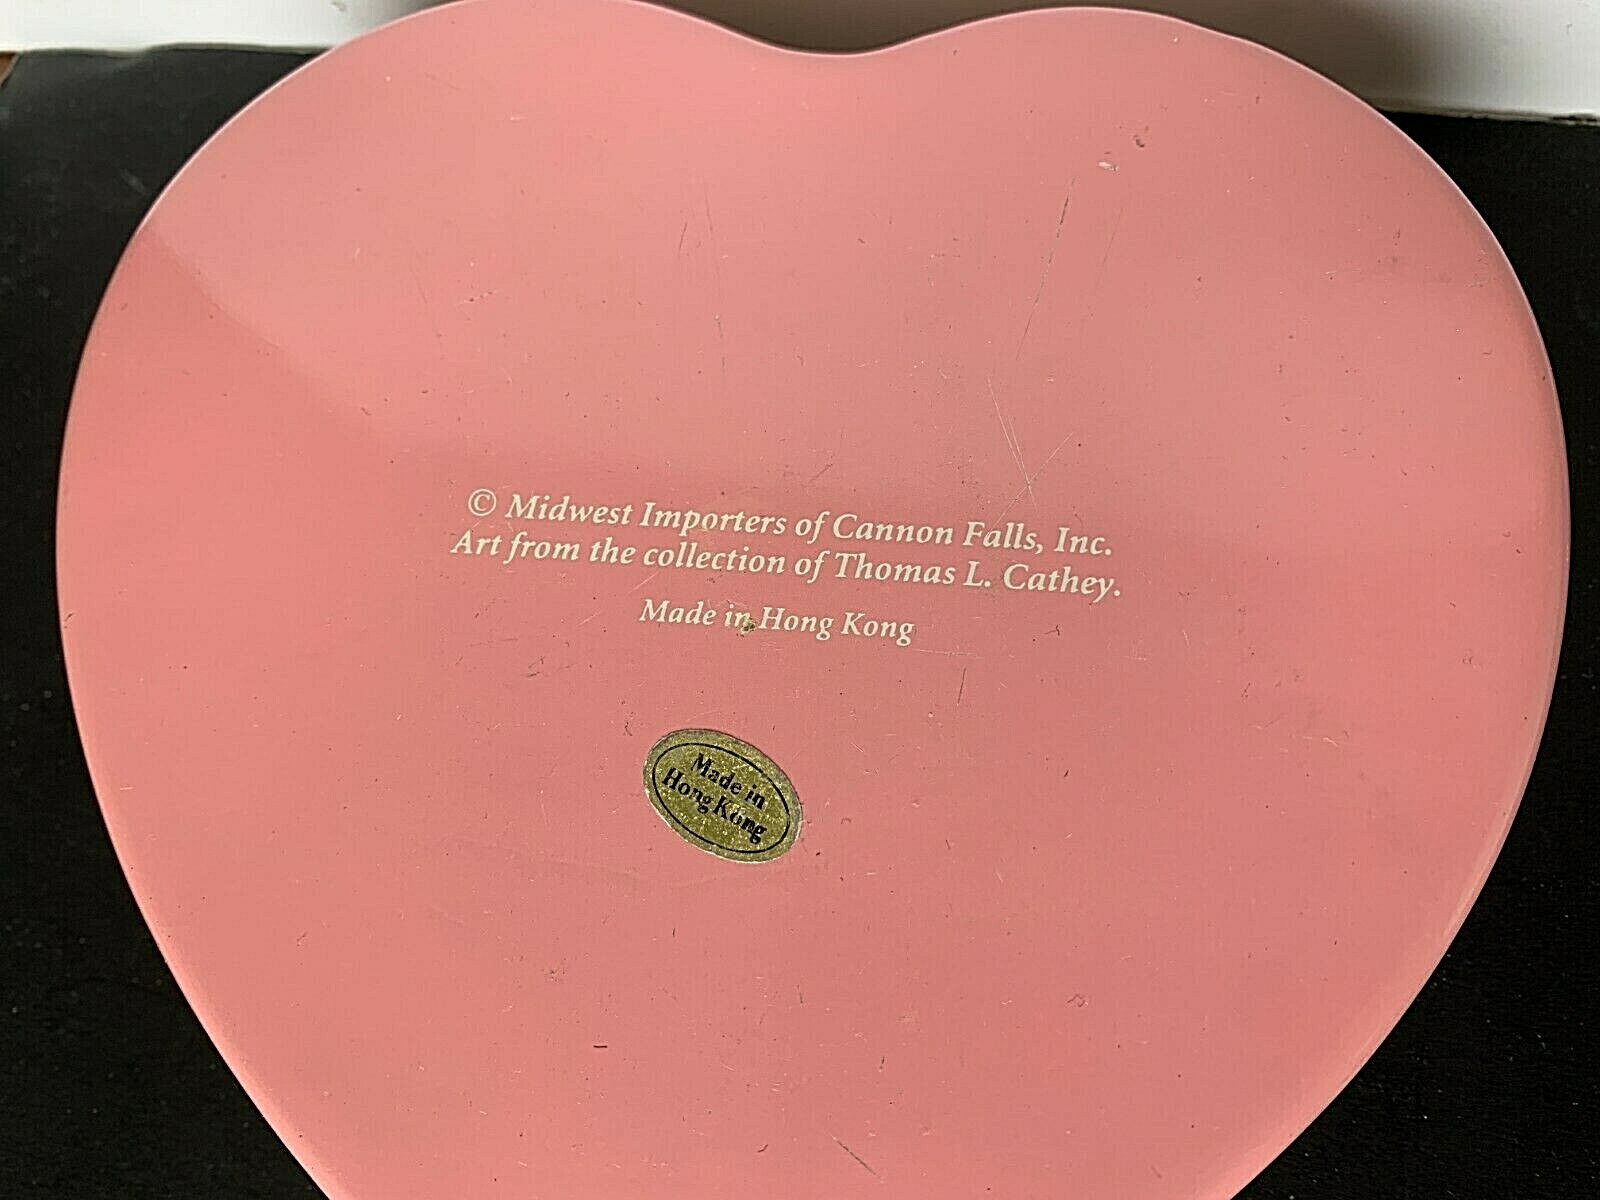 © Midwest Importers of Cannon Falls, Inc.
Art from the collection of Thomas L. Cathey.
Made in Hong Kong
Made in
Hong Kong